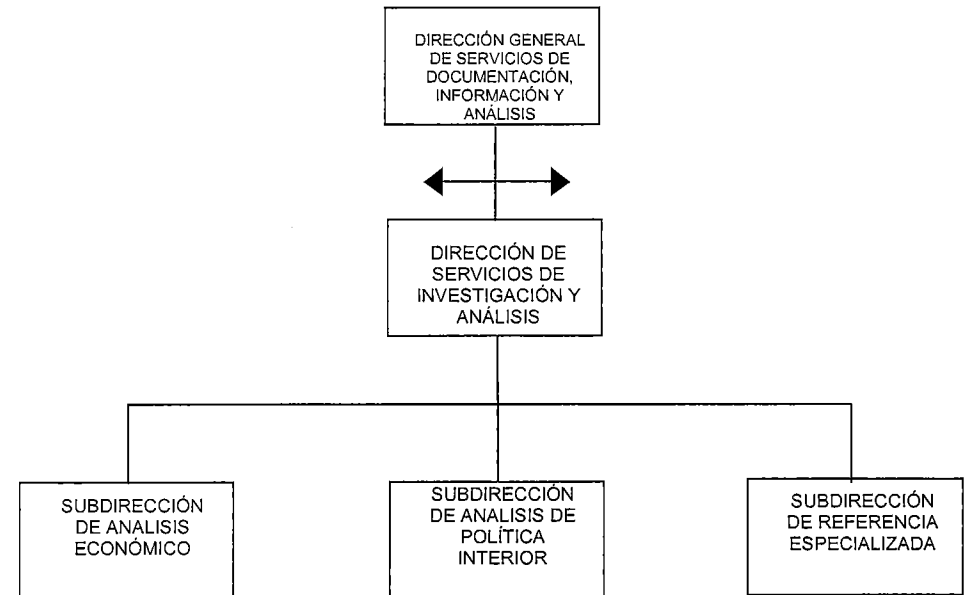 DIRECCIÓN GENERAL
DE SERVICIOS DE
DOCUMENTACIÓN,
INFORMACIÓN Y
ANÁLISIS
DIRECCIÓN DE
SERVICIOS DE
INVESTIGACIÓN Y
ANÁLISIS
SUBDIRECCIÓN
DE ANALISIS
ECONÓMICO
SUBDIRECCIÓN
DE ANALISIS DE
POLÍTICA
INTERIOR
SUBDIRECCIÓN
DE REFERENCIA
ESPECIALIZADA